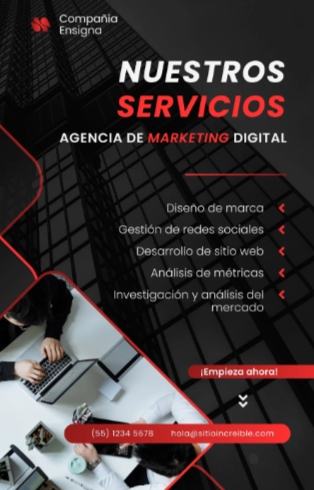 Compañia
Ensigna
NUESTROS
SERVICIOS
AGENCIA DE MARKETING DIGITAL
Diseño de marca
Gestión de redes sociales
Desarrollo de sitio web
Análisis de métricas
Investigación y análisis del
mercado
¡Empieza ahora!
(55) 1234 5678 hola@sitioincreible.com